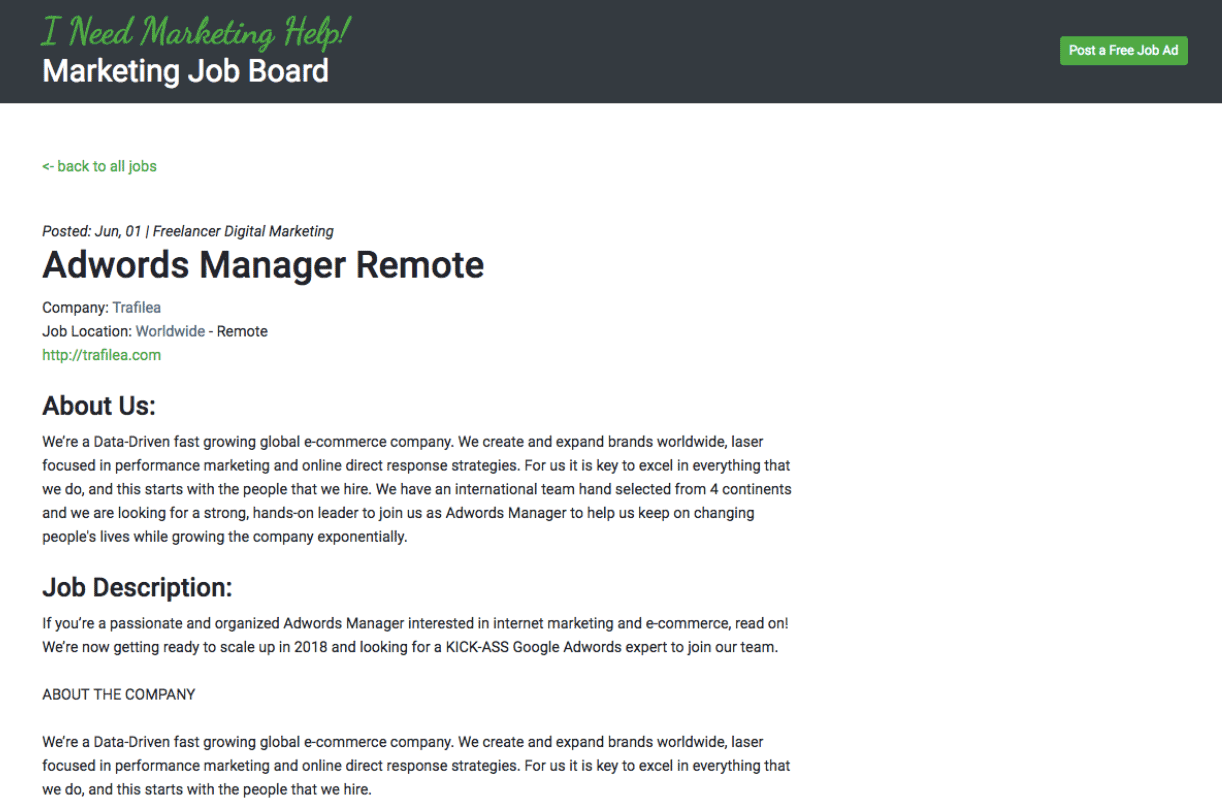 I Need Marketing Help!
Marketing Job Board
Post a Free Job Ad
<- back to all jobs
Posted: Jun, 01 | Freelancer Digital Marketing
Adwords Manager Remote
Company: Trafilea
Job Location: Worldwide - Remote
http://trafilea.com
About Us:
We’re a Data-Driven fast growing global e-commerce company. We create and expand brands worldwide, laser
focused in performance marketing and online direct response strategies. For us it is key to excel in everything that
we do, and this starts with the people that we hire. We have an international team hand selected from 4 continents
and we are looking for a strong, hands-on leader to join us as Adwords Manager to help us keep on changing
people's lives while growing the company exponentially.
Job Description:
If you’re a passionate and organized Adwords Manager interested in internet marketing and e-commerce, read on!
We’re now getting ready to scale up in 2018 and looking for a KICK-ASS Google Adwords expert to join our team.
ABOUT THE COMPANY
We’re a Data-Driven fast growing global e-commerce company. We create and expand brands worldwide, laser
focused in performance marketing and online direct response strategies. For us it is key to excel in everything that
we do, and this starts with the people that we hire.